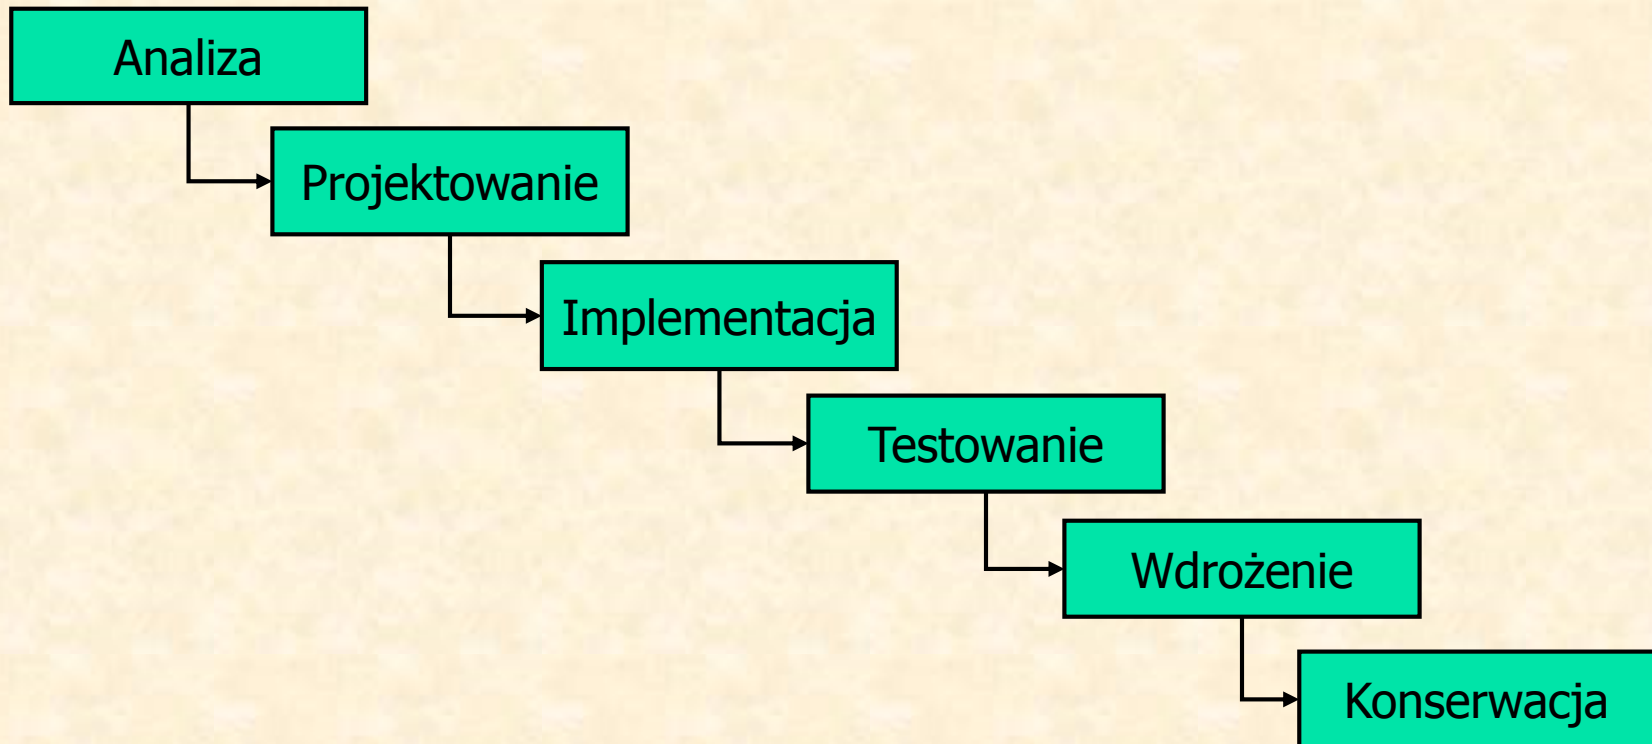 Analiza
Projektowanie
Implementacja
Testowanie
Wdrożenie
Konserwacja